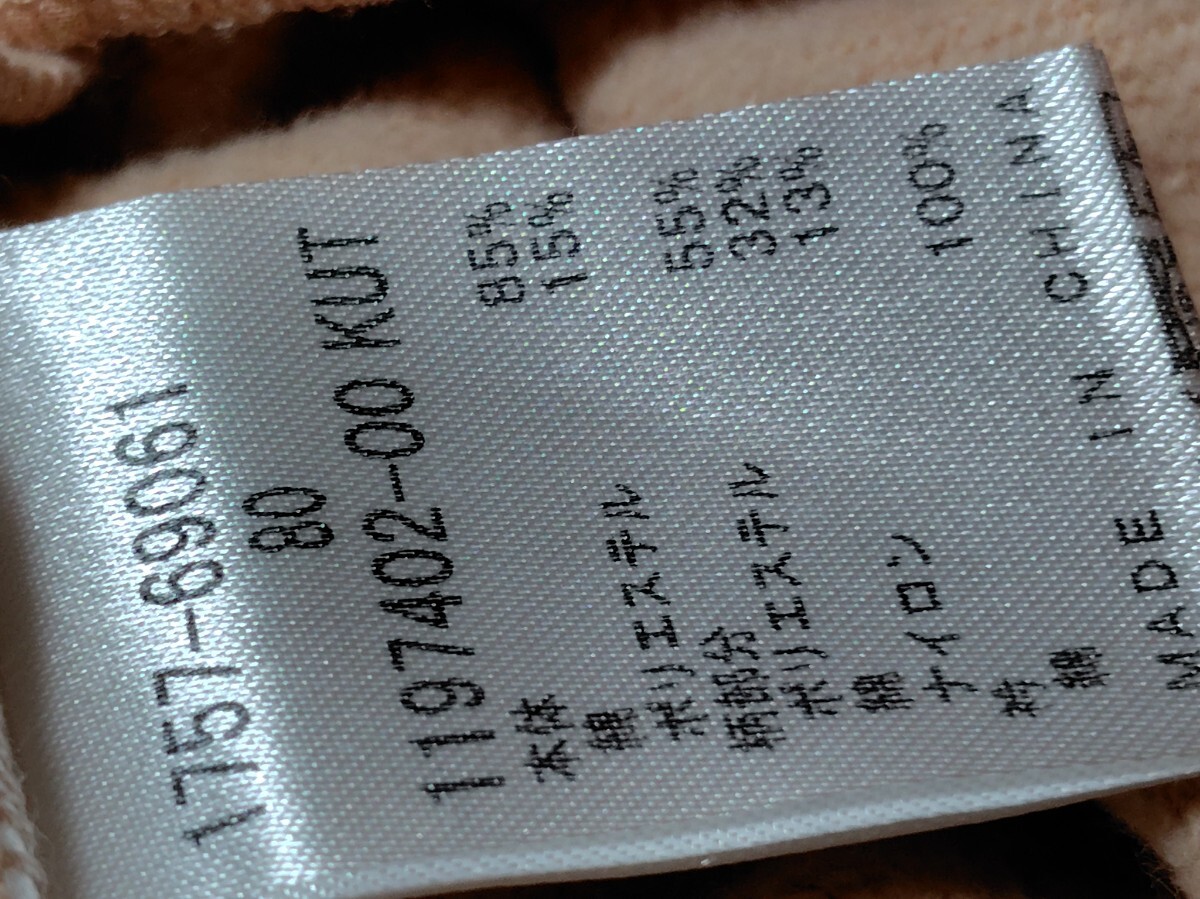 1757-69061
80
1197402-00 KUT
本体
綿 85%
ポリエステル 15%
柄部分
ポリエステル 55%
綿 32%
ナイロン 13%
衿
綿 100%
MADE IN CHINA